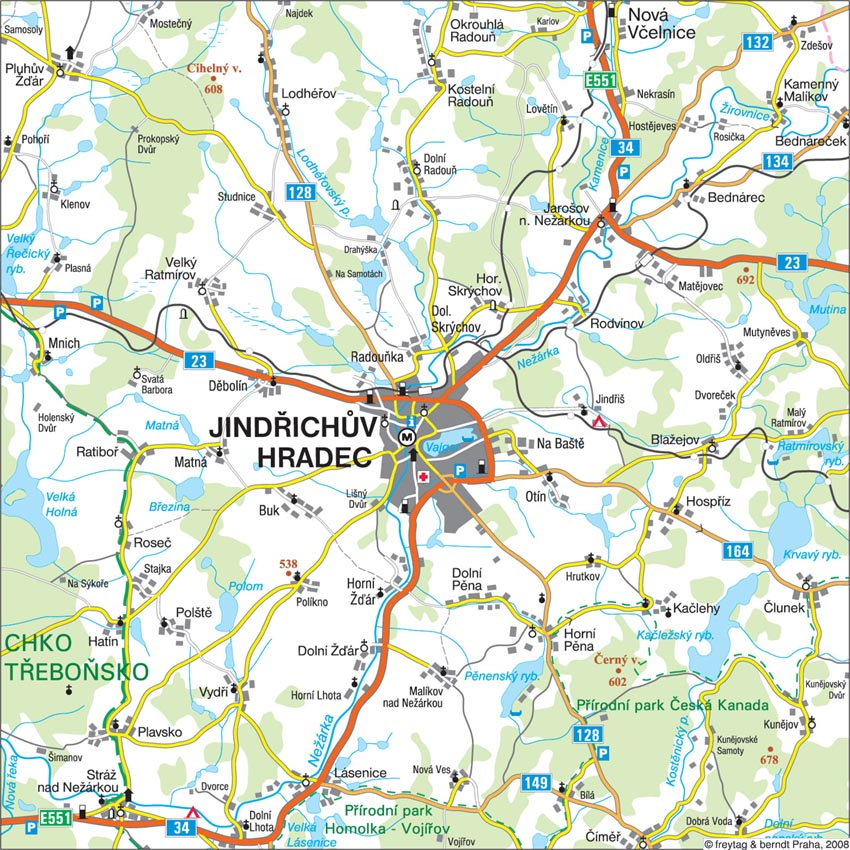 Samosoly
Mostečný
Najdek
Okrouhlá
Radouň
Karlov
P
Nová
Včelnice
132
Zdešov
Pluhův
Žďár
Čihelný v.
608
Lodhéřov
Kostelní
Radouň
E551
Nekrasín
Kamenný
Malíkov
Lovětín
Hostějeves
Žirovnice
Rosička
Bednáreček
Pohoří
Prokopský
Dvůr
Lodhéřovský p.
Dolní
Radouň
Kamenice
34
134
P
Klenov
Studnice
128
Jarošov
n. Nežárkou
Bednárec
Velký
Řečický
ryb.
Plasná
Velký
Ratmírov
Drahýška
Na Samotách
Hor.
Skrýchov
23
692
Matějovec
Mutina
P
P
Dol.
Skrýchov
Rodvínov
Mutyněves
Mnich
23
Radouňka
Nežárka
Oldříš
Svatá
Barbora
Děbolín
Jindřiš
Dvoreček
Holenský
Dvůr
Matná
JINDŘICHŮV
HRADEC
i
M
Vajgar
Na Baště
Blažejov
Malý
Ratmírov
Ratmírovský
ryb.
Ratiboř
Matná
P
Velká
Holná
Březina
Buk
Lišný
Dvůr
Otín
Hospříz
Roseč
164
Krvavý ryb.
Stajka
Na Sýkoře
538
Polom
Políkno
Horní
Žďár
Dolní
Pěna
Hrutkov
Polště
Kačlehy
Člunek
CHKO
TŘEBOŇSKO
Hatín
Dolní Žďár
Horní
Pěna
Kačležský ryb.
Černý v.
602
Vydří
Horní Lhota
Malíkov
nad Nežárkou
Pěnenský ryb.
Kunějovský
Dvůr
Přírodní park Česká Kanada
Plavsko
Nežárka
128
P
Kostěnický p.
Kunějov
Kunějovské
Samoty
678
Šimanov
Nová řeka
Stráž
nad Nežárkou
Dvorce
Lásenice
Nová Ves
149
Bílá
P
E551
34
Dolní
Lhota
Velká
Lásenice
Přírodní park
Homolka - Vojířov
Vojířov
Číměř
Dobrá Voda
Dolní
© freytag & berndt Praha, 2008